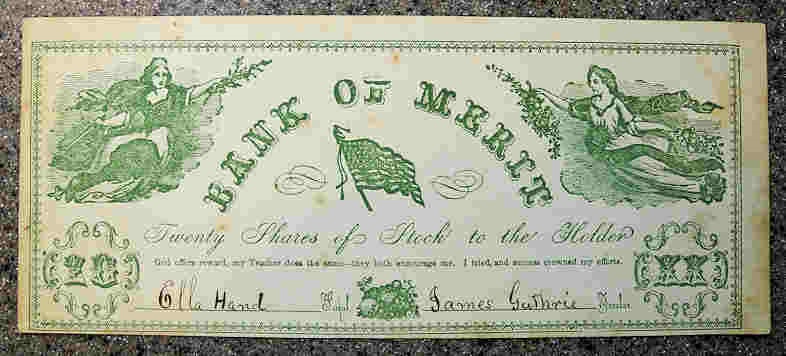 BANK OF MERIT
Twenty Shares of Stock to the Holder
God offers reward, my Teacher does the same—they both encourage me. I tried, and success crowned my efforts.
XX XX
Ella Hand Pupil James Guthrie Teacher